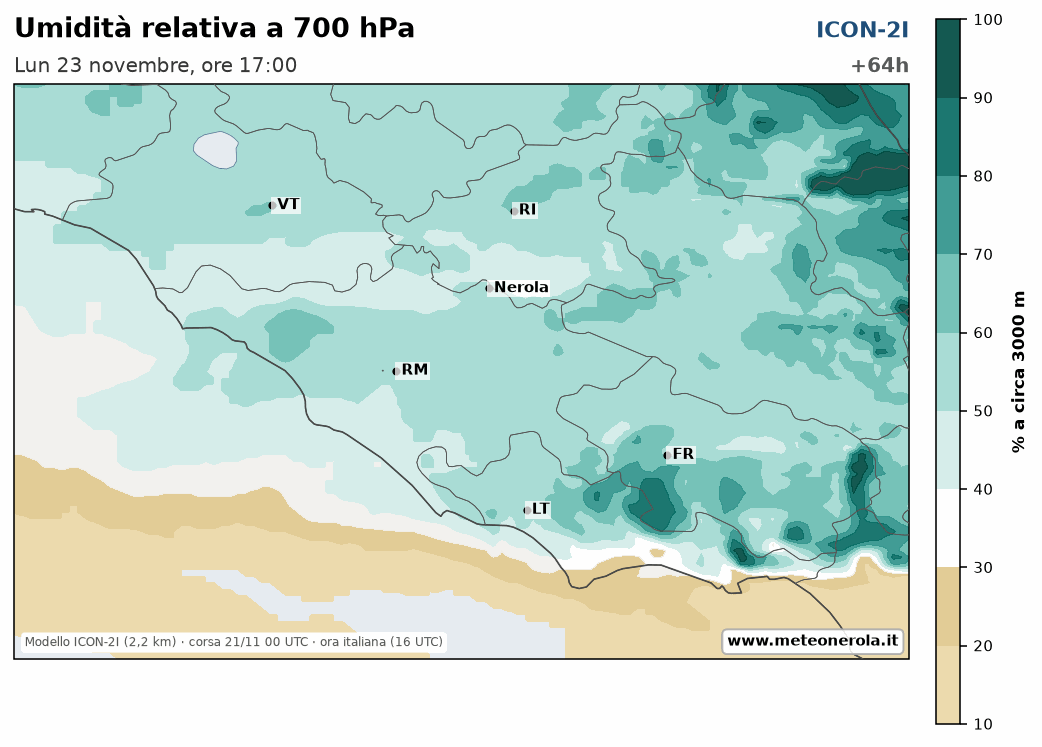 Umidità relativa a 700 hPa
ICON-2I
Lun 23 novembre, ore 17:00
+64h
100
90
80
70
60
50
40
30
20
10
% a circa 3000 m
VT
RI
Nerola
RM
FR
LT
Modello ICON-2I (2,2 km) · corsa 21/11 00 UTC · ora italiana (16 UTC)
www.meteonerola.it